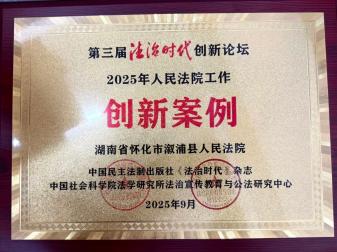 第三届法治时代创新论坛
2025年人民法院工作
创新案例
湖南省怀化市溆浦县人民法院
中国民主法制出版社《法治时代》杂志
中国社会科学院法学研究所法治宣传教育与公法研究中心
2025年9月